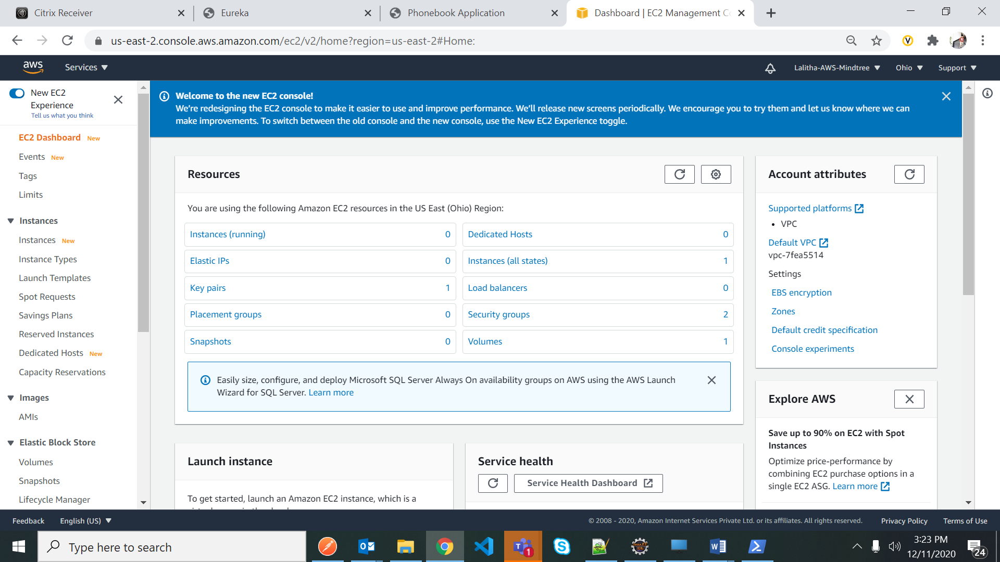 Citrix Receiver
Eureka
Phonebook Application
Dashboard | EC2 Management Co
us-east-2.console.aws.amazon.com/ec2/v2/home?region=us-east-2#Home:
aws
Services
Lalitha-AWS-Mindtree
Ohio
Support
New EC2
Experience
Tell us what you think
EC2 Dashboard New
Events New
Tags
Limits
Instances
Instances New
Instance Types
Launch Templates
Spot Requests
Savings Plans
Reserved Instances
Dedicated Hosts New
Capacity Reservations
Images
AMIs
Elastic Block Store
Volumes
Snapshots
Lifecycle Manager
Welcome to the new EC2 console!
We're redesigning the EC2 console to make it easier to use and improve performance. We'll release new screens periodically. We encourage you to try them and let us know where we can
make improvements. To switch between the old console and the new console, use the New EC2 Experience toggle.
Resources
You are using the following Amazon EC2 resources in the US East (Ohio) Region:
Instances (running) 0
Dedicated Hosts 0
Elastic IPs 0
Instances (all states) 1
Key pairs 1
Load balancers 0
Placement groups 0
Security groups 2
Snapshots 0
Volumes 1
Easily size, configure, and deploy Microsoft SQL Server Always On availability groups on AWS using the AWS Launch
Wizard for SQL Server. Learn more
Launch instance
To get started, launch an Amazon EC2 instance, which is a
Service health
Service Health Dashboard
Account attributes
Supported platforms
• VPC
Default VPC
vpc-7fea5514
Settings
EBS encryption
Zones
Default credit specification
Console experiments
Explore AWS
Save up to 90% on EC2 with Spot
Instances
Optimize price-performance by
combining EC2 purchase options in a
single EC2 ASG. Learn more
Feedback
English (US)
© 2008 - 2020, Amazon Internet Services Private Ltd. or its affiliates. All rights reserved.
Privacy Policy
Terms of Use
Type here to search
1
3:23 PM
12/11/2020
24